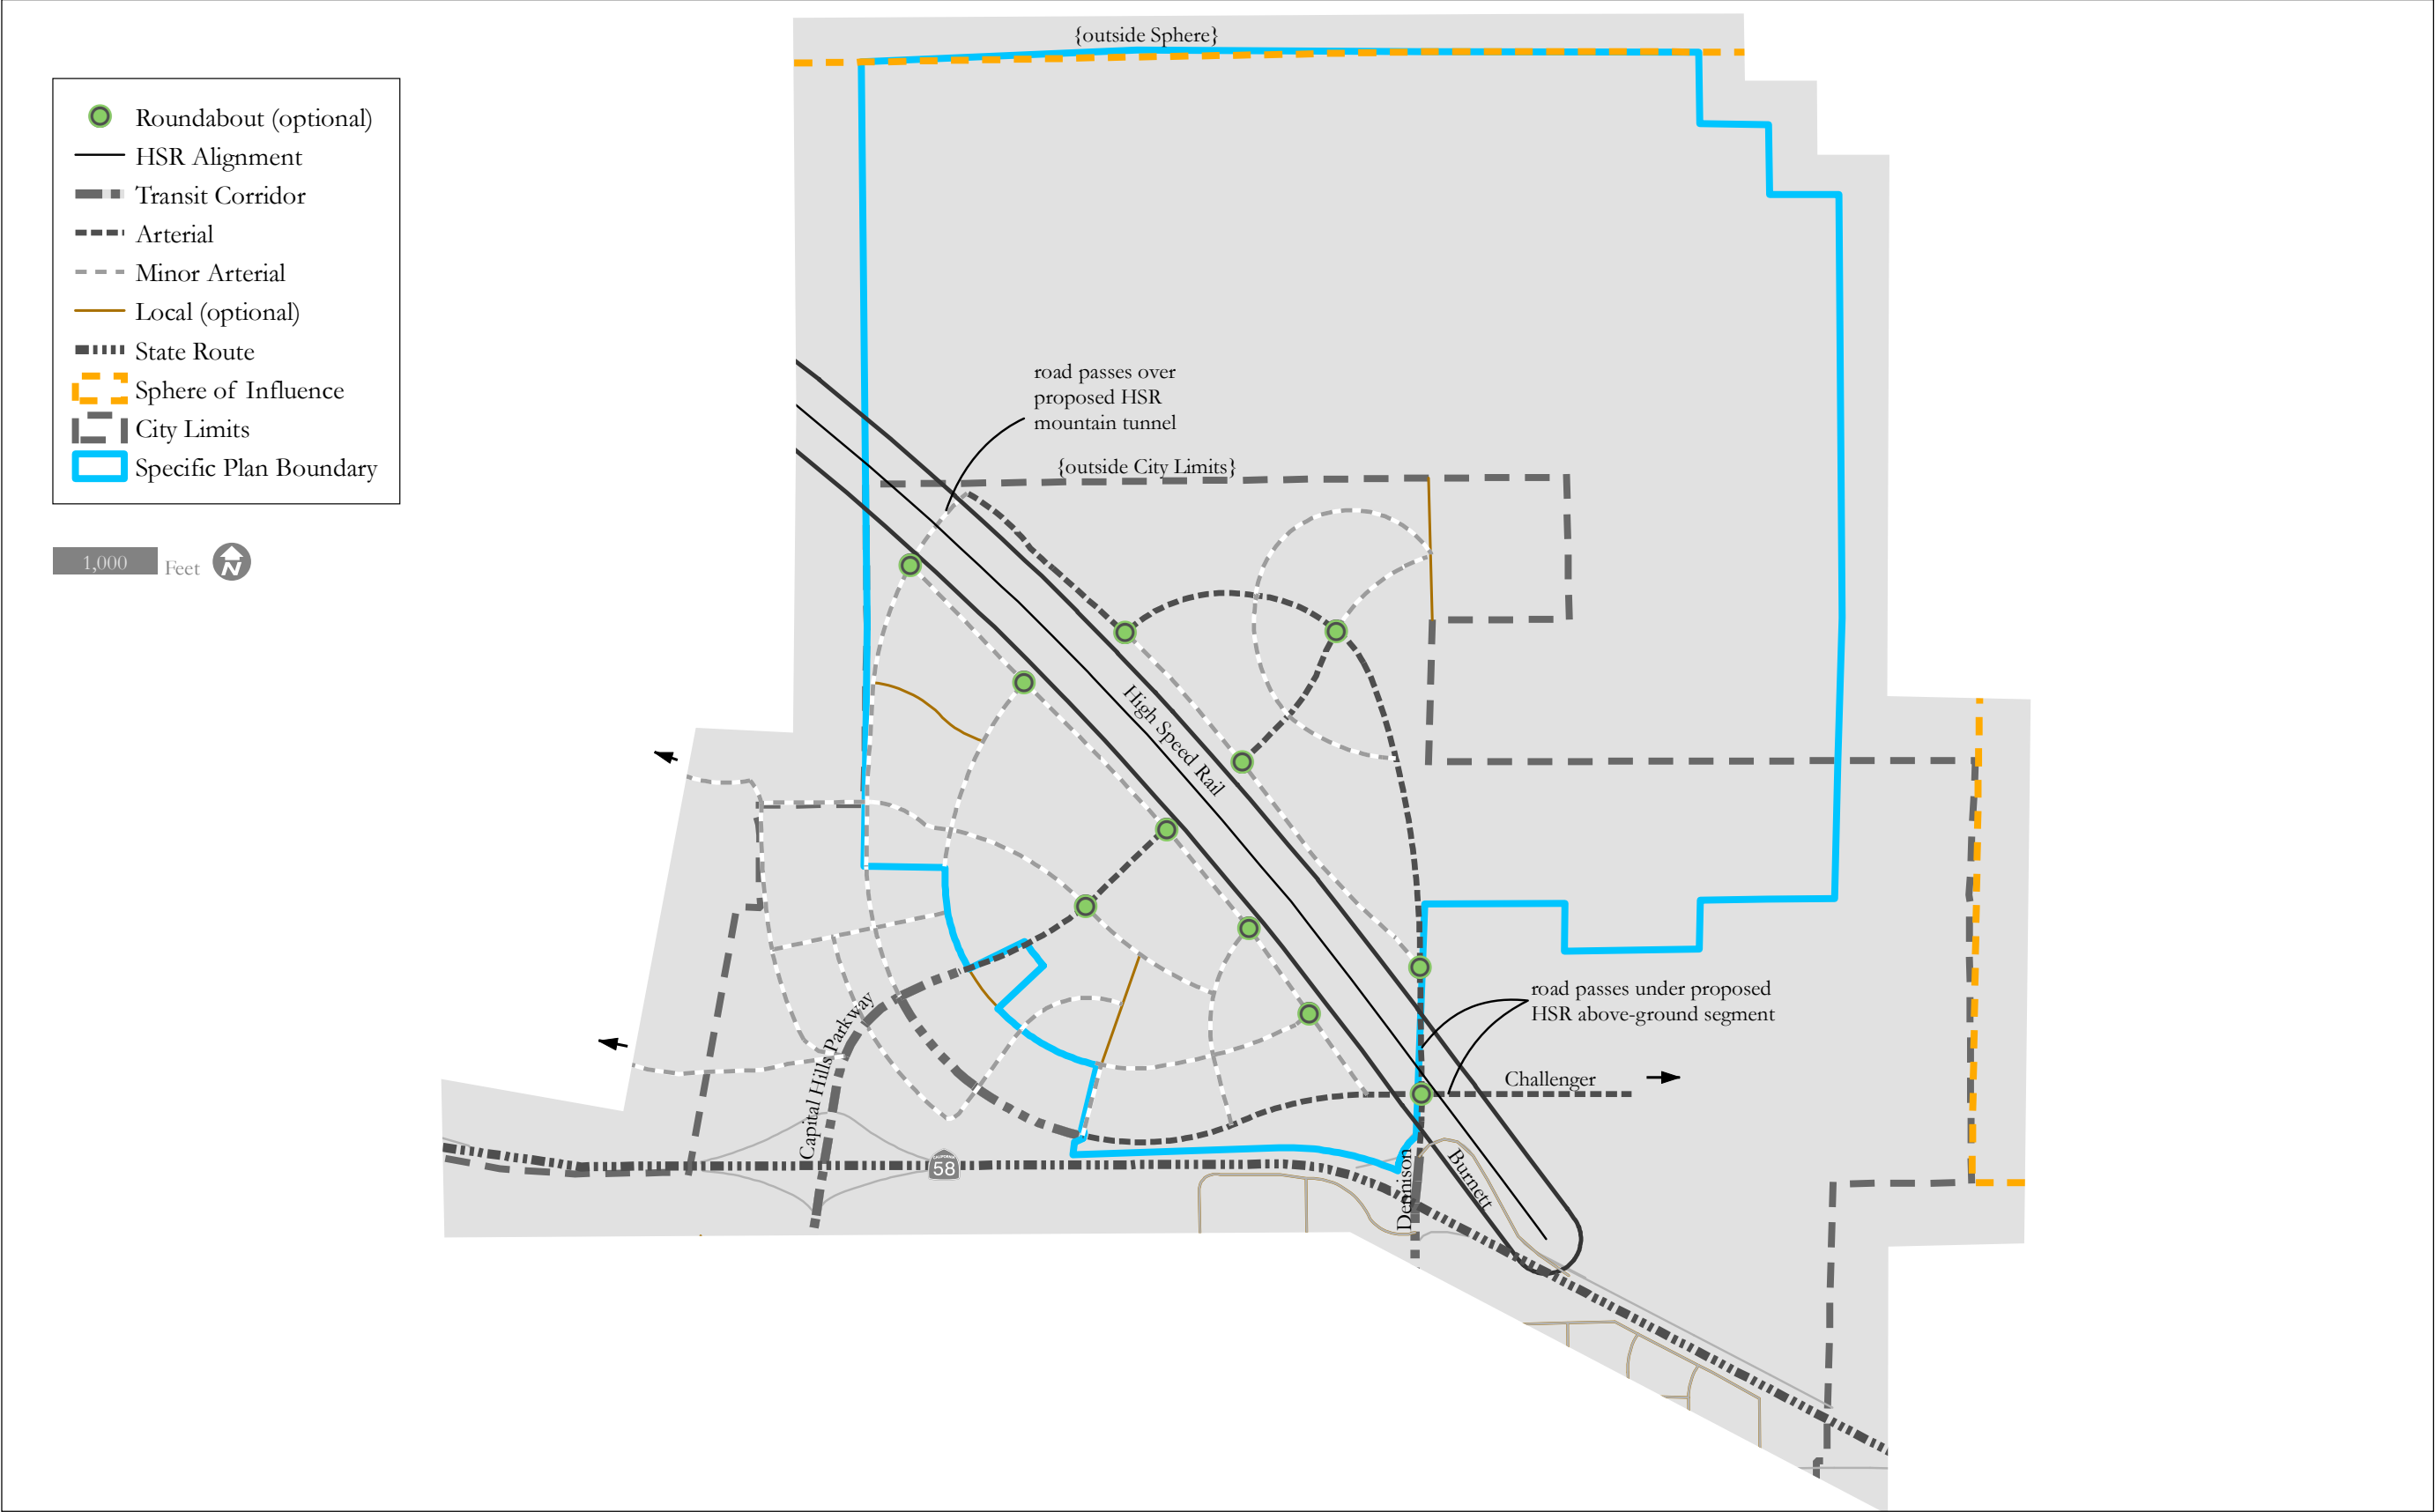 {outside Sphere}
Roundabout (optional)
HSR Alignment
Transit Corridor
Arterial
Minor Arterial
Local (optional)
State Route
Sphere of Influence
City Limits
Specific Plan Boundary
1,000 Feet
N
road passes over
proposed HSR
mountain tunnel
{outside City Limits}
High Speed Rail
road passes under proposed
HSR above-ground segment
Capital Hills Parkway
Challenger
CALIFORNIA
58
Dennison
Burnett